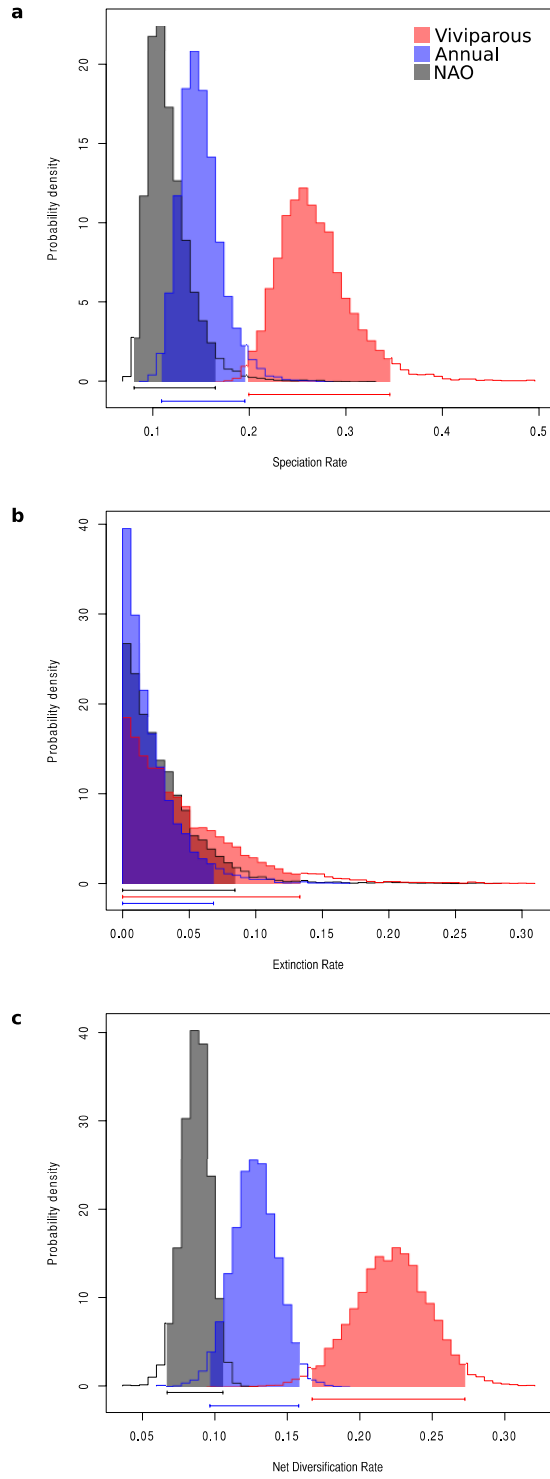 a
Viviparous
Annual
NAO
Probability density
0 5 10 15 20
0.1 0.2 0.3 0.4 0.5
Speciation Rate
b
Probability density
0 10 20 30 40
0.00 0.05 0.10 0.15 0.20 0.25 0.30
Extinction Rate
c
Probability density
0 10 20 30 40
0.05 0.10 0.15 0.20 0.25 0.30
Net Diversification Rate